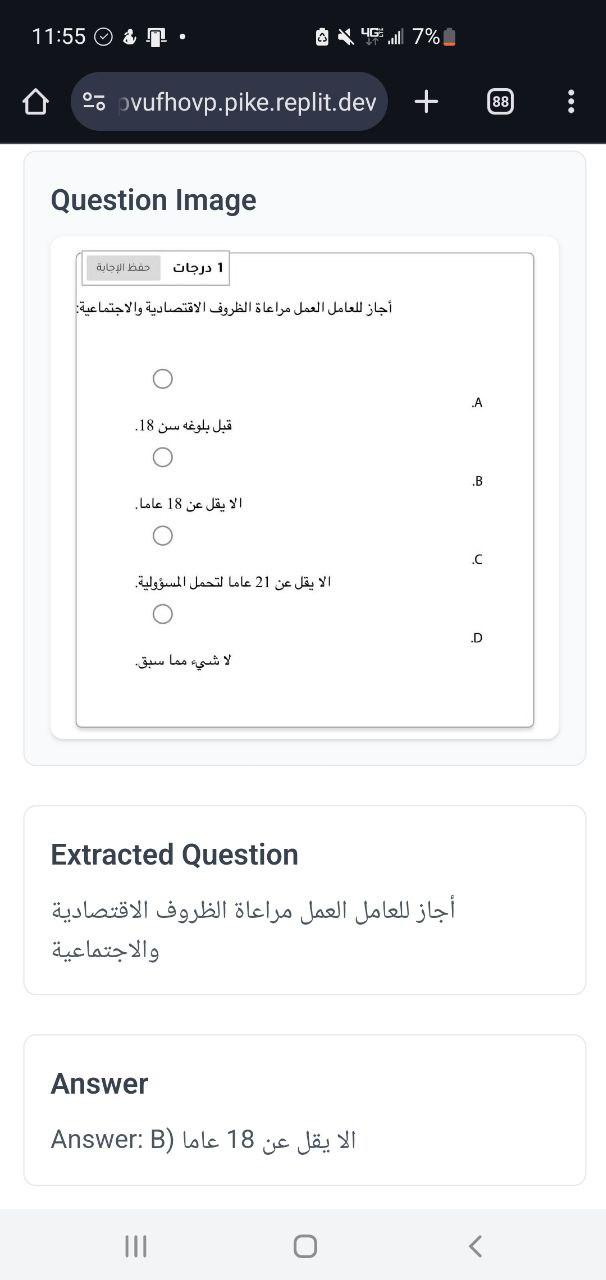 11:55
4G 7%
pvufhovp.pike.replit.dev
88
Question Image
1 درجات حفظ الإجابة
أجاز للعامل العمل مراعاة الظروف الاقتصادية والاجتماعية:
A.
قبل بلوغه سن 18.
B.
الا يقل عن 18 عاما.
C.
الا يقل عن 21 عاما لتحمل المسؤولية.
D.
لا شيء مما سبق.
Extracted Question
أجاز للعامل العمل مراعاة الظروف الاقتصادية
والاجتماعية
Answer
Answer: B) الا يقل عن 18 عاما